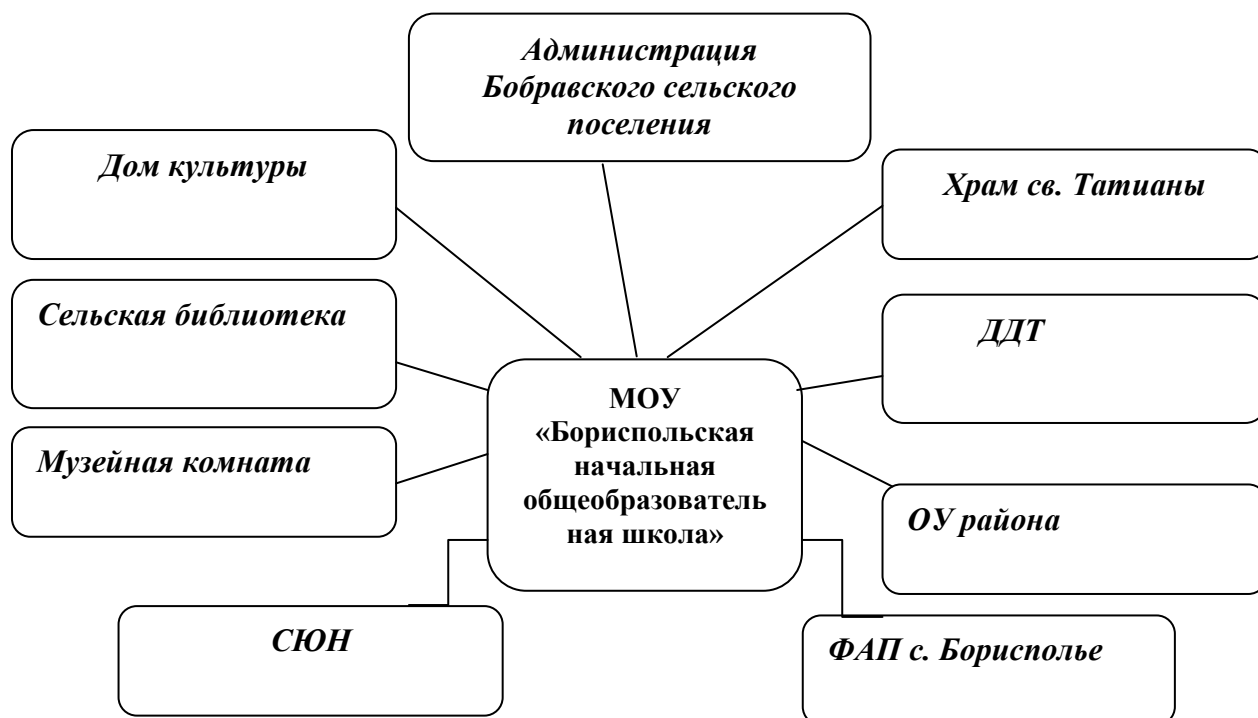 Администрация
Бобравского сельского
поселения
Дом культуры
Храм св. Татианы
Сельская библиотека
ДДТ
МОУ
«Бориспольская
начальная
общеобразователь
ная школа»
Музейная комната
ОУ района
СЮН
ФАП с. Борисполье